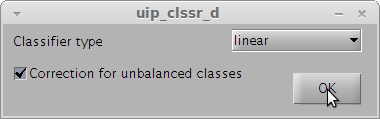 uip_clssr_d
Classifier type
linear
Correction for unbalanced classes
OK